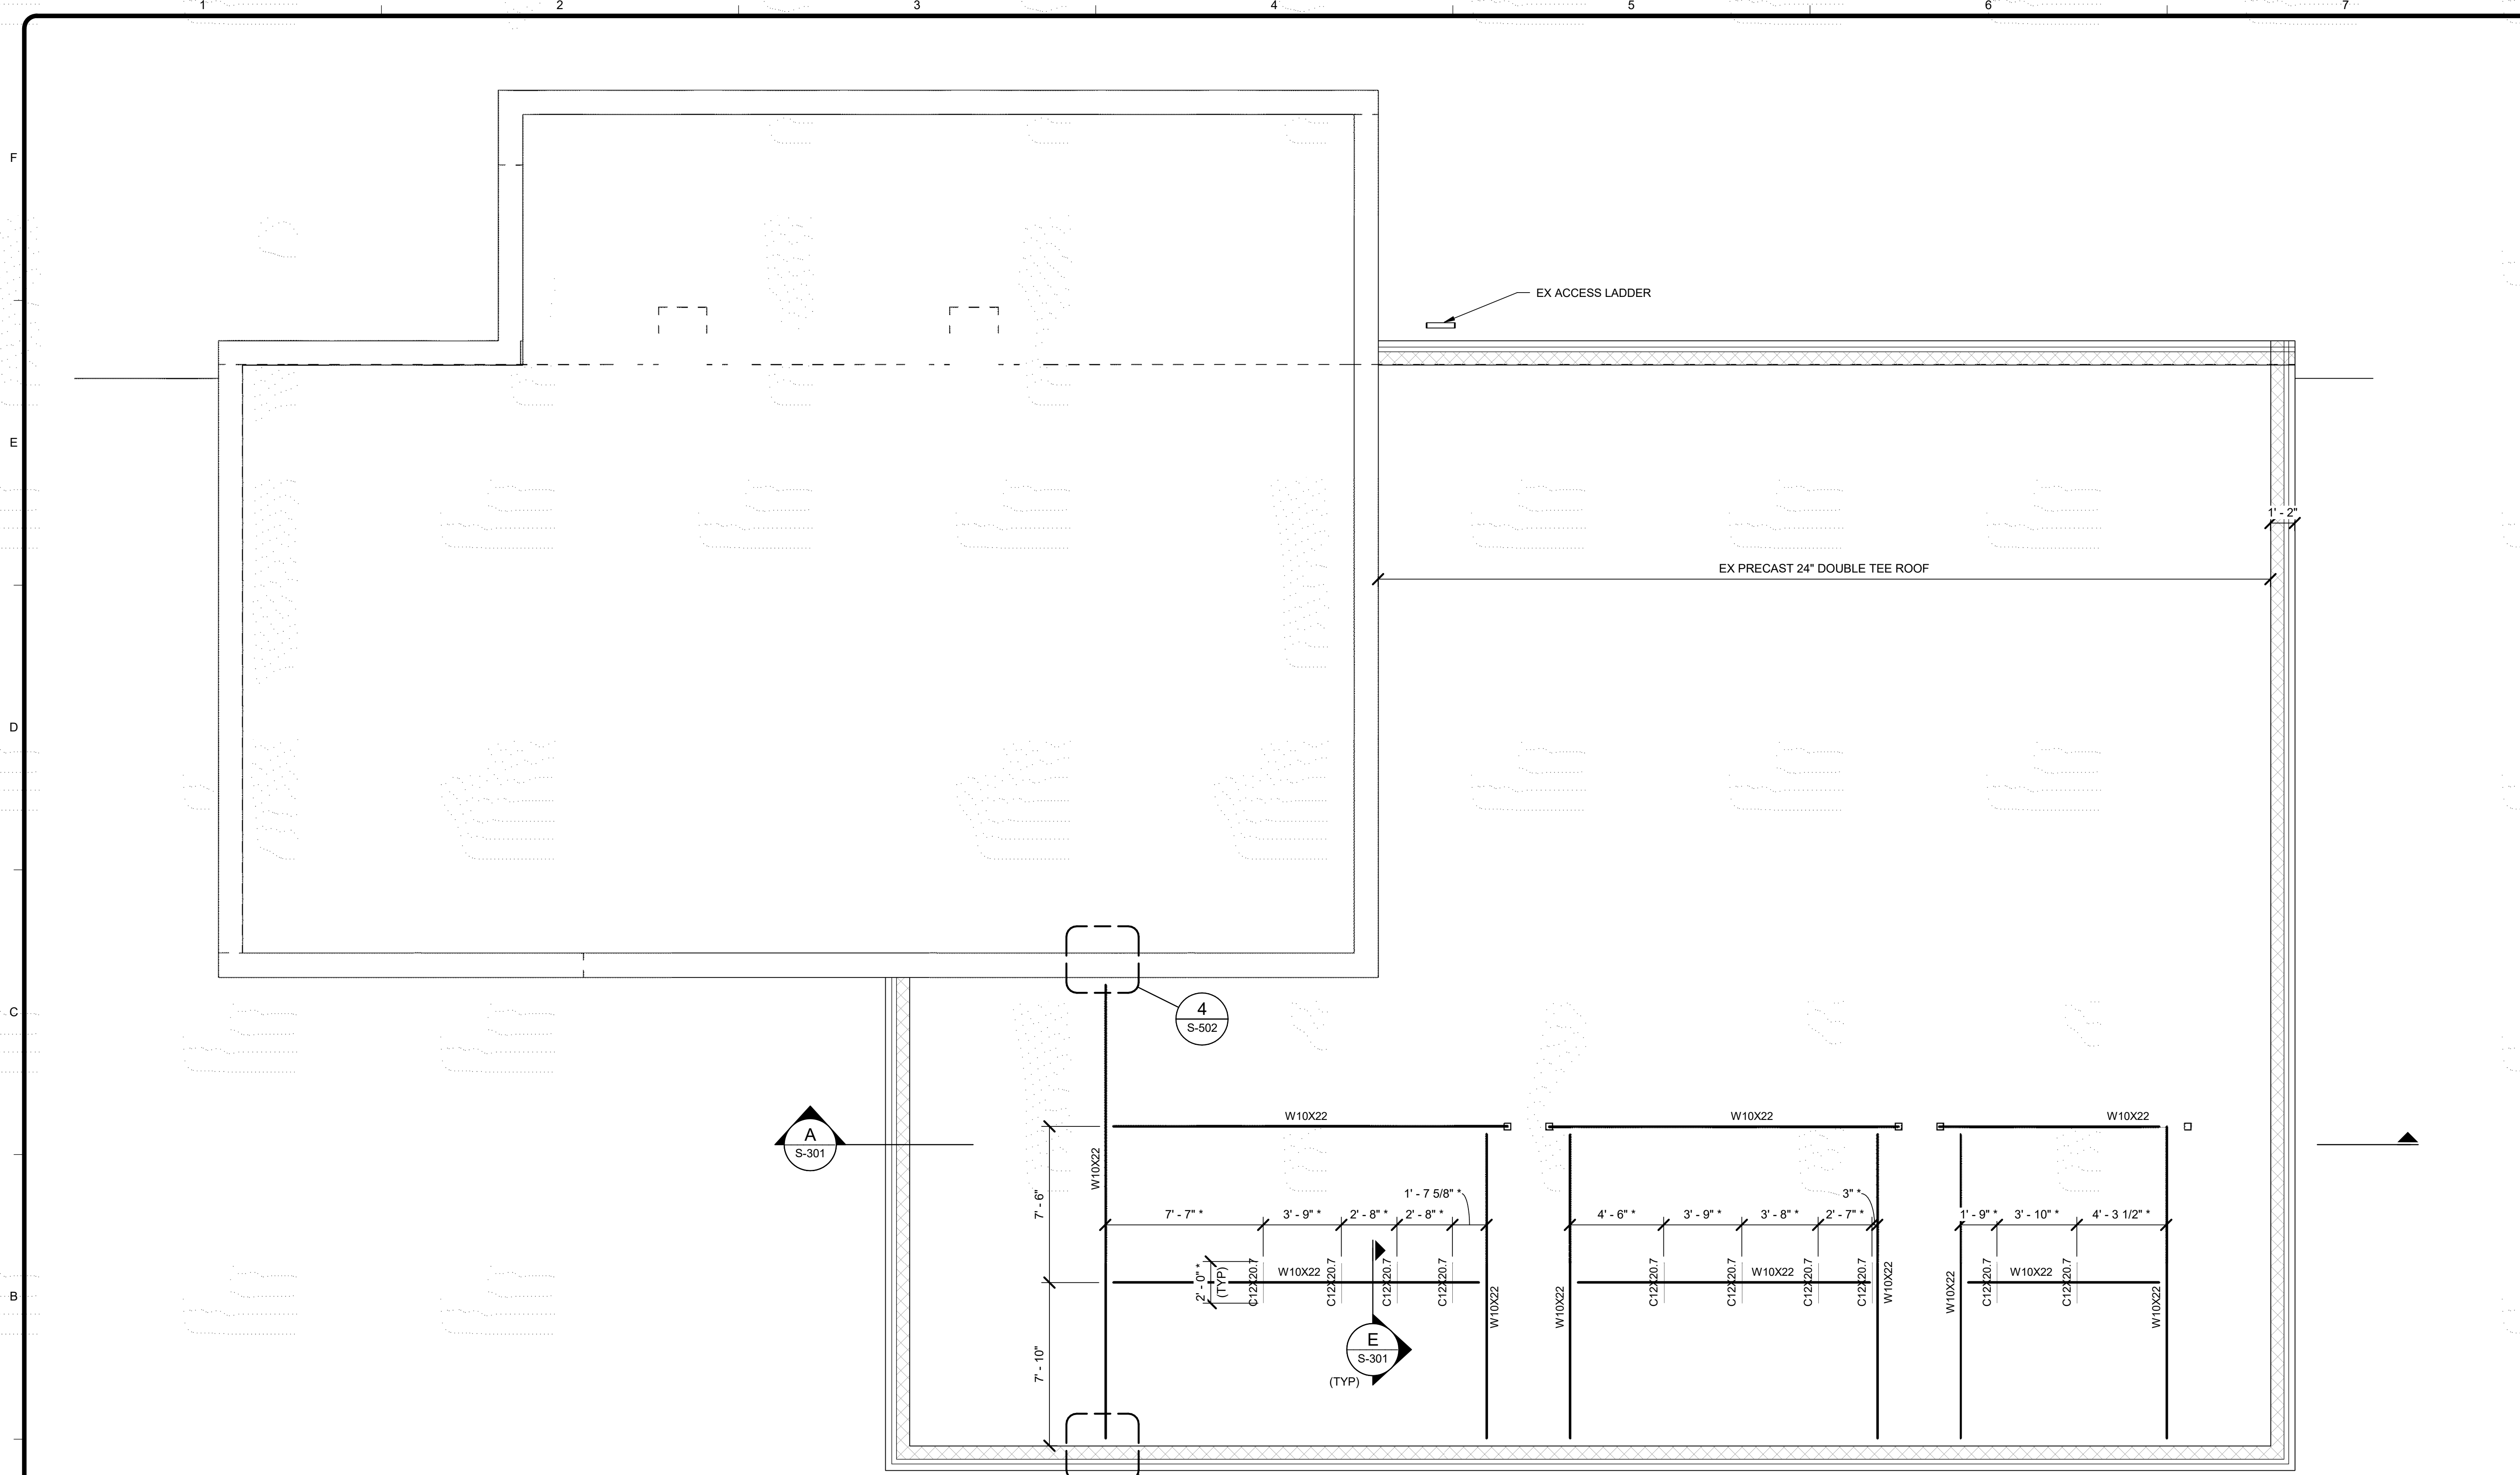 1 2 3 4 5 6 7
F
EX ACCESS LADDER
E
1' - 2"
EX PRECAST 24" DOUBLE TEE ROOF
D
C
4
S-502
W10X22 W10X22 W10X22
A
S-301
W10X22
7' - 6"
1' - 7 5/8" *
3" *
7' - 7" * 3' - 9" * 2' - 8" * 2' - 8" *
4' - 6" * 3' - 9" * 3' - 8" * 2' - 7" *
1' - 9" * 3' - 10" * 4' - 3 1/2" *
2' - 0" *
(TYP)
C12X20.7
W10X22
C12X20.7
C12X20.7
C12X20.7
W10X22
W10X22
C12X20.7
C12X20.7
W10X22
C12X20.7
C12X20.7
W10X22
W10X22
C12X20.7
W10X22
C12X20.7
W10X22
B
7' - 10"
E
S-301
(TYP)